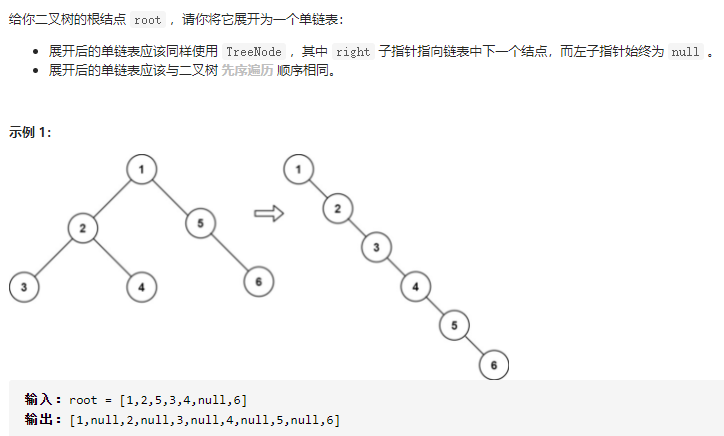 给你二叉树的根结点 root ，请你将它展开为一个单链表：
展开后的单链表应该同样使用 TreeNode ，其中 right 子指针指向链表中下一个结点，而左子指针始终为 null 。
展开后的单链表应该与二叉树 先序遍历 顺序相同。
示例 1：
1 1
2 5 2
3 4 6 3
4
5
6
输入：root = [1,2,5,3,4,null,6]
输出：[1,null,2,null,3,null,4,null,5,null,6]